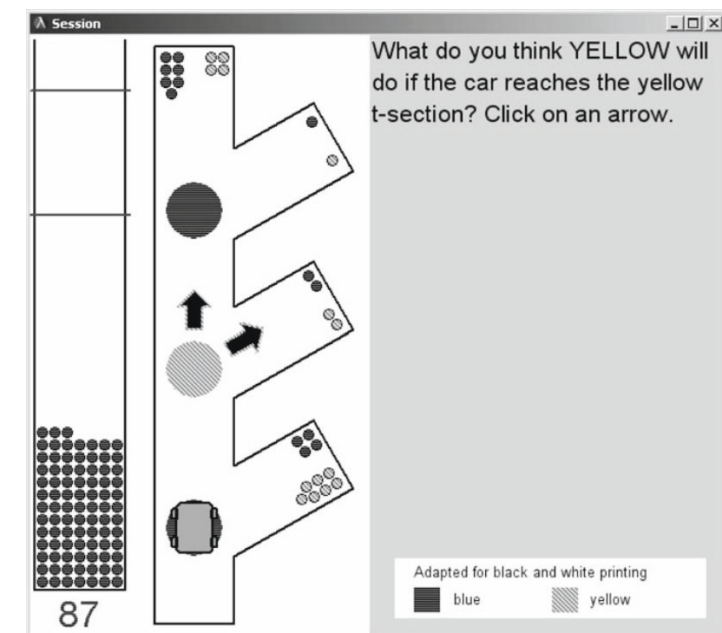 Session
What do you think YELLOW will
do if the car reaches the yellow
t-section? Click on an arrow.
Adapted for black and white printing
blue
yellow
87